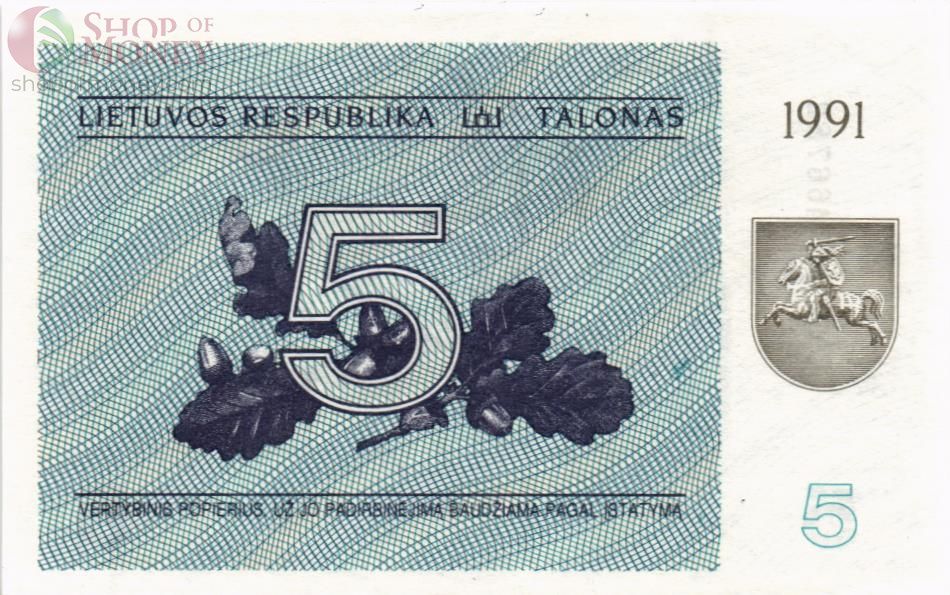 SHOP OF
MONEY
LIETUVOS RESPUBLIKA TALONAS
1991
5
VERTYBINIS POPIERIUS. UŽ JO PADIRBINĖJIMĄ BAUDŽIAMA PAGAL ĮSTATYMĄ
5